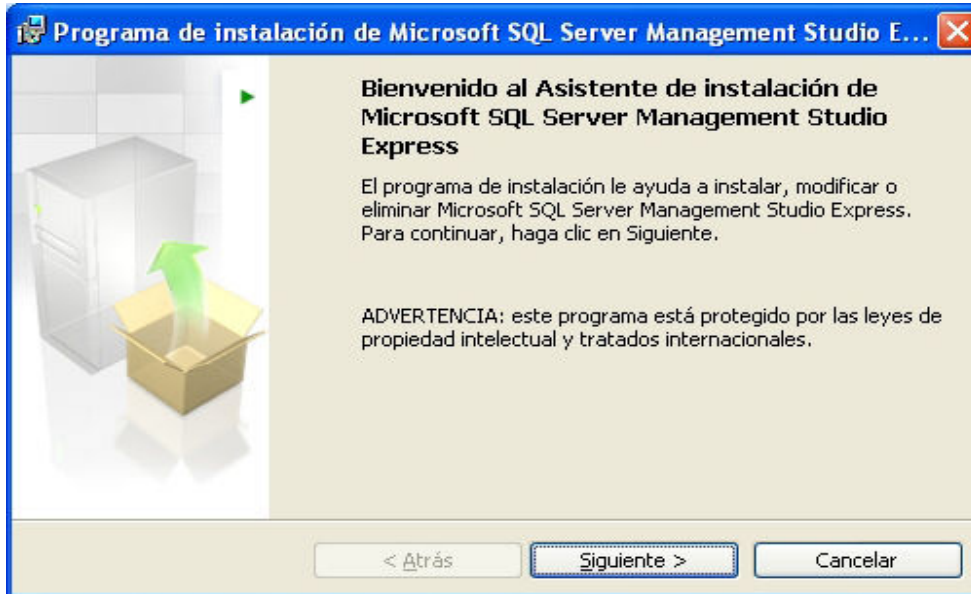 Programa de instalación de Microsoft SQL Server Management Studio E...
Bienvenido al Asistente de instalación de
Microsoft SQL Server Management Studio
Express
El programa de instalación le ayuda a instalar, modificar o
eliminar Microsoft SQL Server Management Studio Express.
Para continuar, haga clic en Siguiente.
ADVERTENCIA: este programa está protegido por las leyes de
propiedad intelectual y tratados internacionales.
< Atrás
Siguiente >
Cancelar